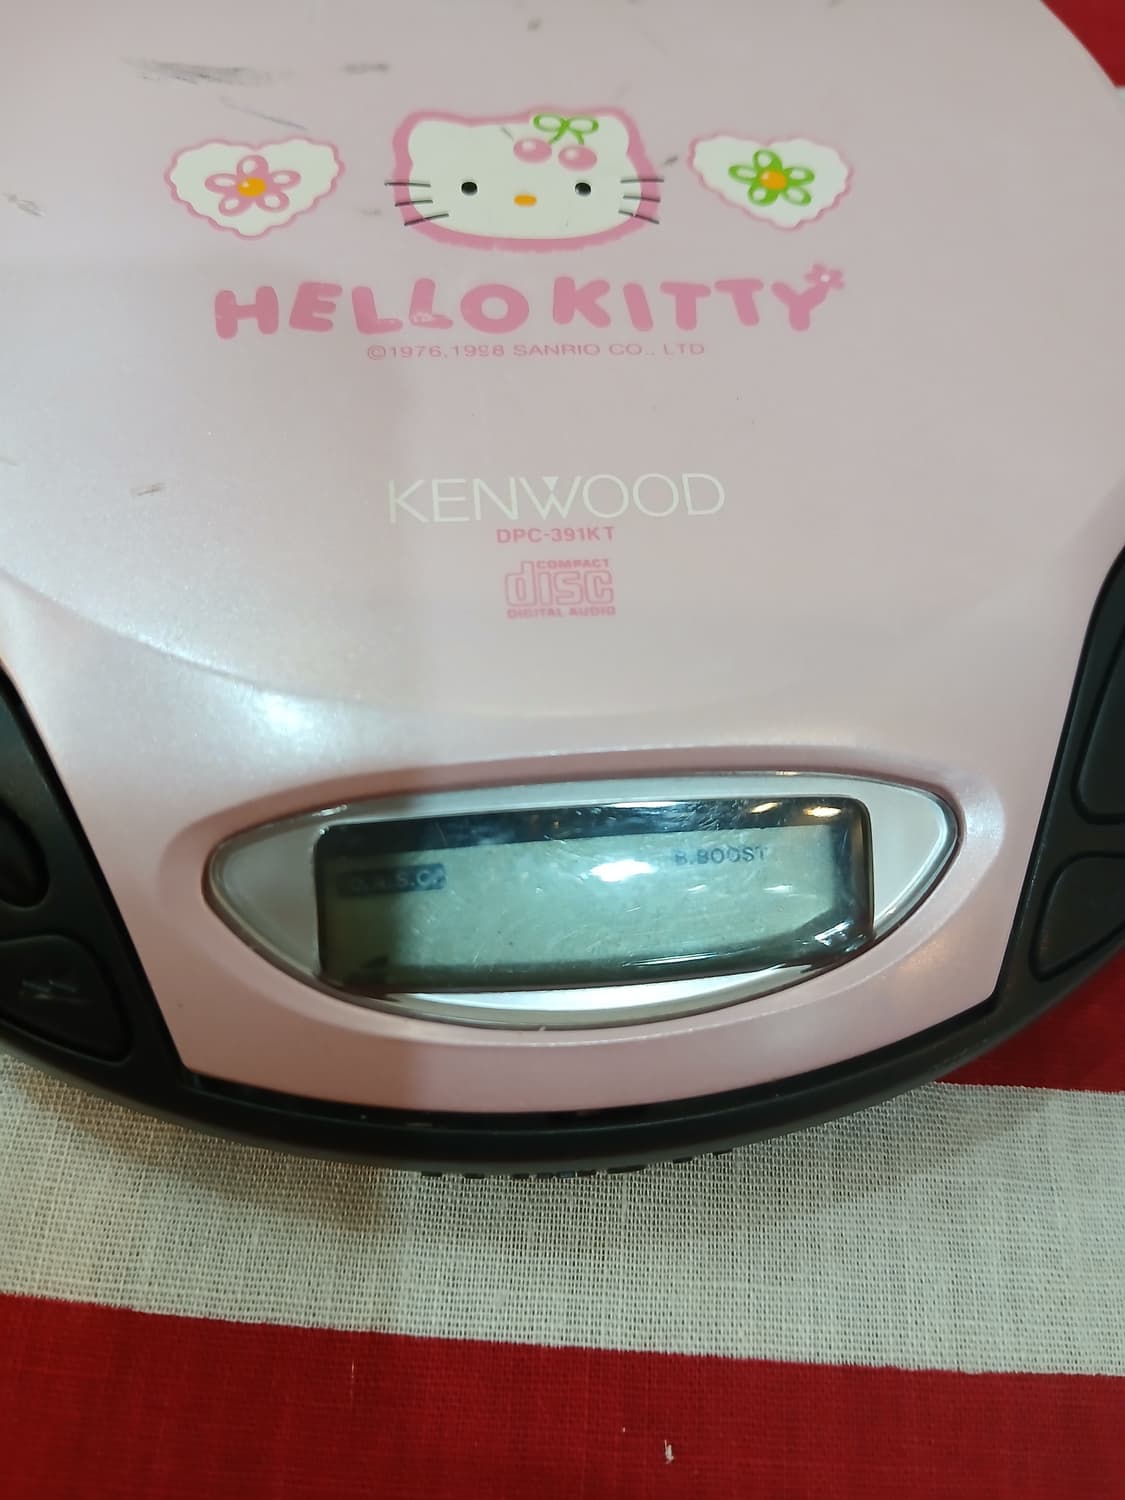 HELLO KITTY
©1976,1998 SANRIO CO., LTD
KENWOOD
DPC-391KT
COMPACT
disc
DIGITAL AUDIO
B.BOOST
D.A.S.C.